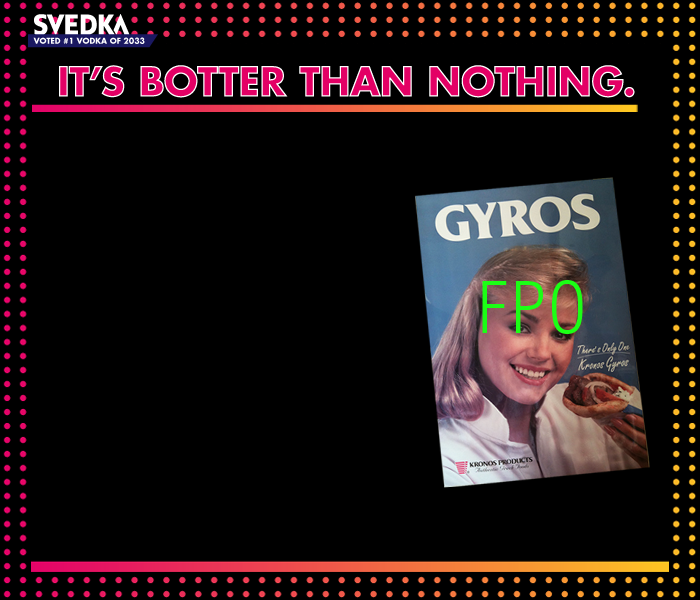 SVEDKA
VOTED #1 VODKA OF 2033
IT'S BOTTER THAN NOTHING.
GYROS
FPO
There's Only One
Kronos Gyros
KRONOS PRODUCTS